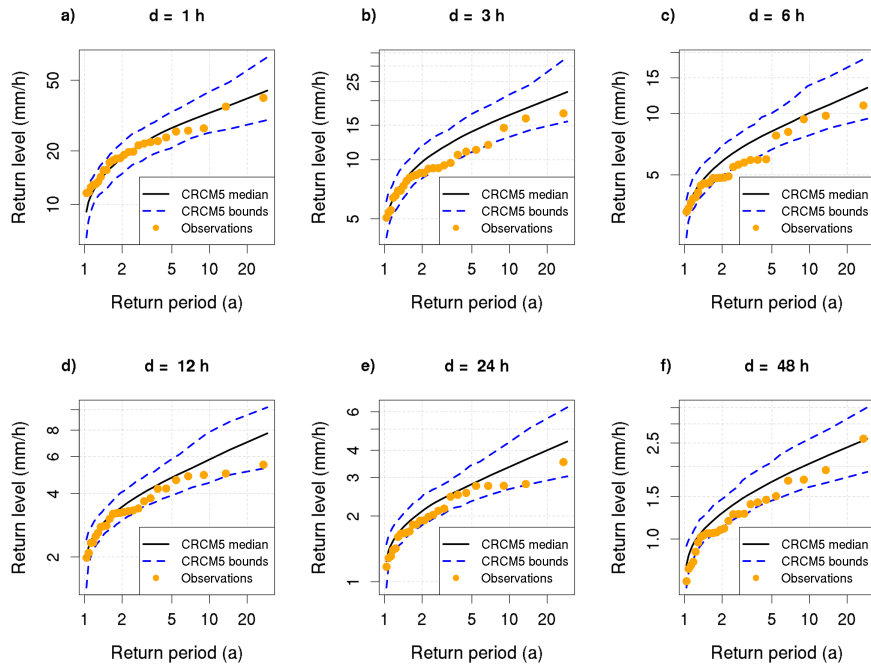 a) d = 1 h
Return level (mm/h)
50
20
10
CRCM5 median
CRCM5 bounds
Observations
1 2 5 10 20
Return period (a)
b) d = 3 h
Return level (mm/h)
25
15
10
5
CRCM5 median
CRCM5 bounds
Observations
1 2 5 10 20
Return period (a)
c) d = 6 h
Return level (mm/h)
15
10
5
CRCM5 median
CRCM5 bounds
Observations
1 2 5 10 20
Return period (a)
d) d = 12 h
Return level (mm/h)
8
6
4
2
CRCM5 median
CRCM5 bounds
Observations
1 2 5 10 20
Return period (a)
e) d = 24 h
Return level (mm/h)
6
4
3
2
1
CRCM5 median
CRCM5 bounds
Observations
1 2 5 10 20
Return period (a)
f) d = 48 h
Return level (mm/h)
2.5
1.5
1.0
CRCM5 median
CRCM5 bounds
Observations
1 2 5 10 20
Return period (a)